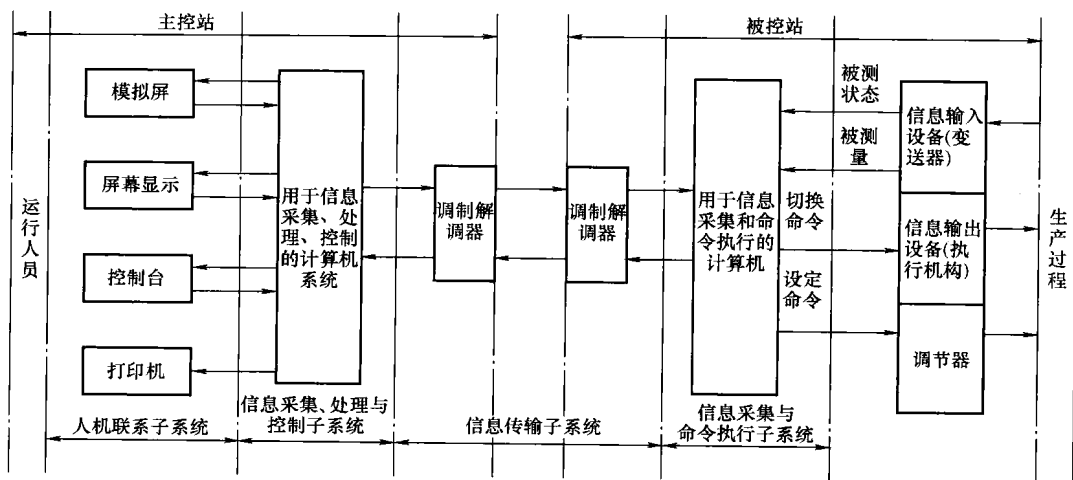 主控站
被控站
运行人员
模拟屏
屏幕显示
控制台
打印机
用于信息
采集、处
理、控制
的计算机
系统
调制解
调器
调制解
调器
用于信息
采集和命
令执行的
计算机
被测
状态
被测
量
切换
命令
设定
命令
信息输入
设备(变
送器)
信息输出
设备(执
行机构)
调节器
生产过程
人机联系子系统
信息采集、处理与
控制子系统
信息传输子系统
信息采集与
命令执行子系统